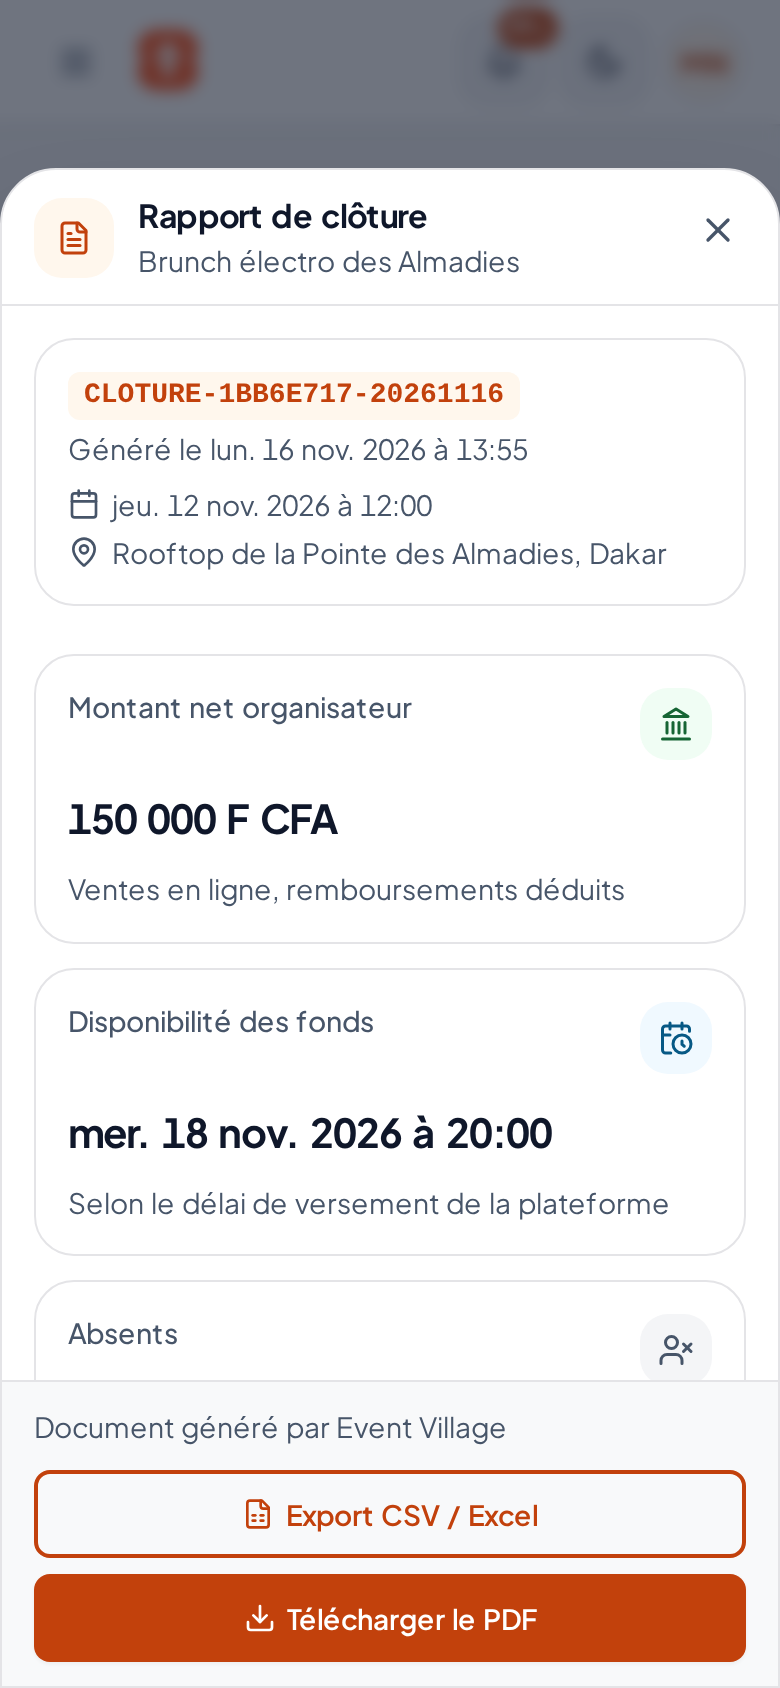 Rapport de clôture
Brunch électro des Almadies
CLOTURE-1BB6E717-20261116
Généré le lun. 16 nov. 2026 à 13:55
jeu. 12 nov. 2026 à 12:00
Rooftop de la Pointe des Almadies, Dakar
Montant net organisateur
150 000 F CFA
Ventes en ligne, remboursements déduits
Disponibilité des fonds
mer. 18 nov. 2026 à 20:00
Selon le délai de versement de la plateforme
Absents
Document généré par Event Village
Export CSV / Excel
Télécharger le PDF